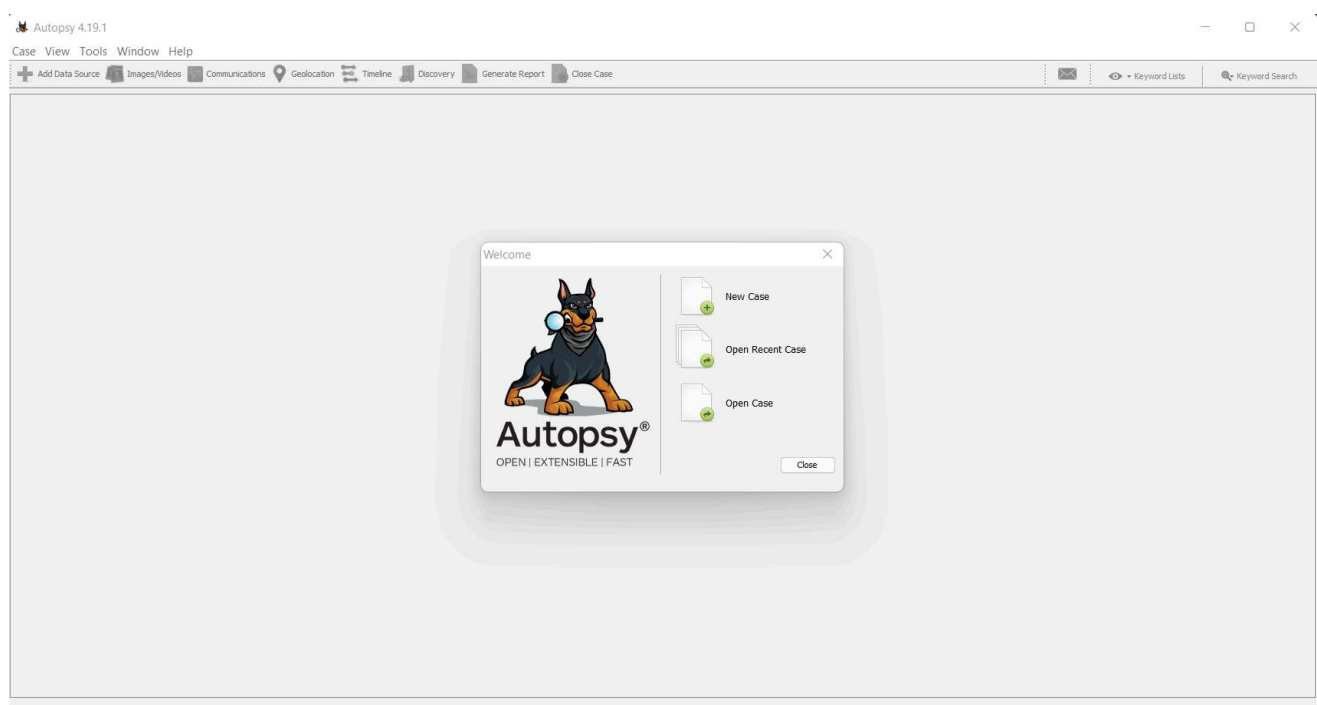 Autopsy 4.19.1
Case View Tools Window Help
Add Data Source Images/Videos Communications Geolocation Timeline Discovery Generate Report Close Case Keyword Lists Keyword Search
Welcome
New Case
Open Recent Case
Open Case
Autopsy®
OPEN | EXTENSIBLE | FAST
Close